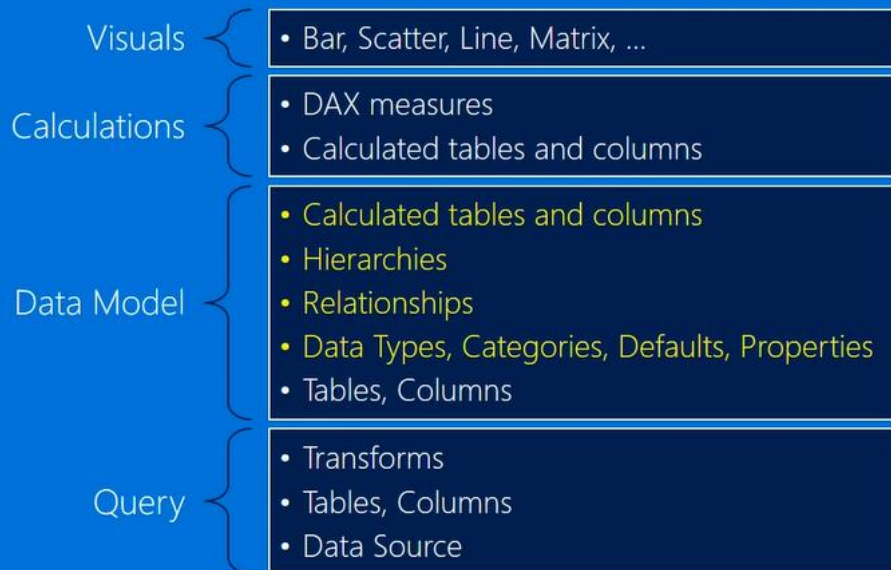 Visuals
• Bar, Scatter, Line, Matrix, ...
Calculations
• DAX measures
• Calculated tables and columns
Data Model
• Calculated tables and columns
• Hierarchies
• Relationships
• Data Types, Categories, Defaults, Properties
• Tables, Columns
Query
• Transforms
• Tables, Columns
• Data Source